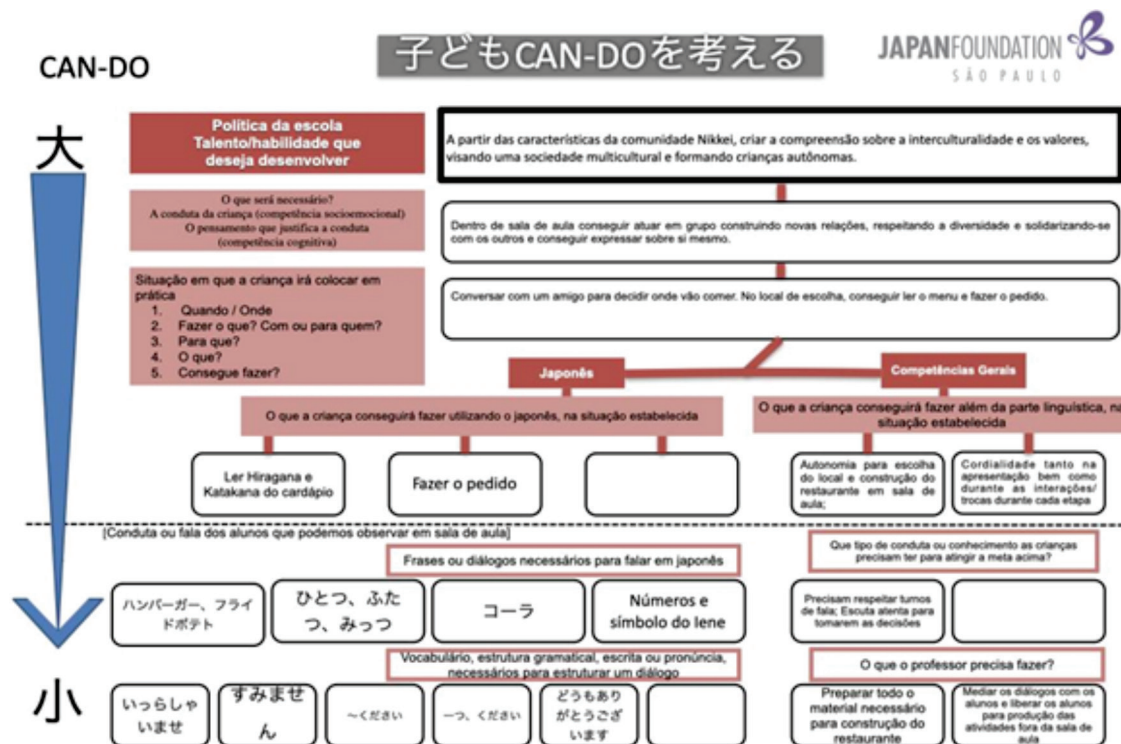 CAN-DO
子どもCAN-DOを考える
JAPANFOUNDATION
SÃO PAULO
大
Política da escola
Talento/habilidade que
deseja desenvolver
A partir das características da comunidade Nikkei, criar a compreensão sobre a interculturalidade e os valores,
visando uma sociedade multicultural e formando crianças autônomas.
O que será necessário?
A conduta da criança (competência socioemocional)
O pensamento que justifica a conduta
(competência cognitiva)
Dentro de sala de aula conseguir atuar em grupo construindo novas relações, respeitando a diversidade e solidarizando-se
com os outros e conseguir expressar sobre si mesmo.
Situação em que a criança irá colocar em
prática
1. Quando / Onde
2. Fazer o que? Com ou para quem?
3. Para que?
4. O que?
5. Consegue fazer?
Conversar com um amigo para decidir onde vão comer. No local de escolha, conseguir ler o menu e fazer o pedido.
Japonês
Competências Gerais
O que a criança conseguirá fazer utilizando o japonês, na situação estabelecida
O que a criança conseguirá fazer além da parte linguística, na
situação estabelecida
Ler Hiragana e
Katakana do cardápio
Fazer o pedido
Autonomia para escolha
do local e construção do
restaurante em sala de
aula;
Cordialidade tanto na
apresentação bem como
durante as interações/
trocas durante cada etapa
[Conduta ou fala dos alunos que podemos observar em sala de aula]
Frases ou diálogos necessários para falar em japonês
Que tipo de conduta ou conhecimento as crianças
precisam ter para atingir a meta acima?
ハンバーガー、フライ
ドポテト
ひとつ、ふた
つ、みっつ
コーラ
Números e
símbolo do Iene
Precisam respeitar turnos
de fala; Escuta atenta para
tomarem as decisões
Vocabulário, estrutura gramatical, escrita ou pronúncia,
necessários para estruturar um diálogo
O que o professor precisa fazer?
小
いっらしゃ
いませ
すみませ
ん
～ください
一つ、ください
どうもあり
がとうござ
います
Preparar todo o
material necessário
para construção do
restaurante
Mediar os diálogos com os
alunos e liberar os alunos
para produção das
atividades fora da sala de
aula